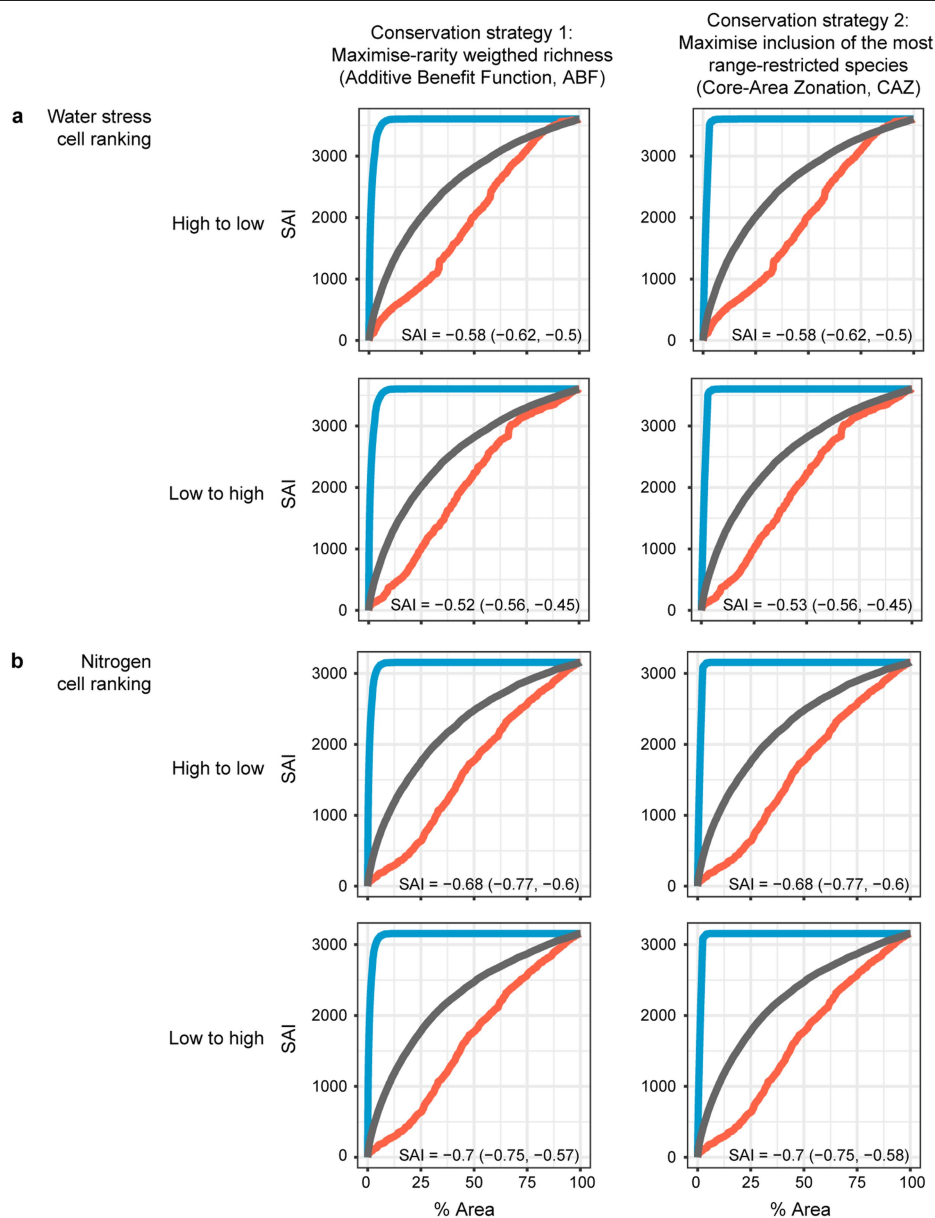 Conservation strategy 1:
Maximise-rarity weigthed richness
(Additive Benefit Function, ABF)
Conservation strategy 2:
Maximise inclusion of the most
range-restricted species
(Core-Area Zonation, CAZ)
a
Water stress
cell ranking
High to low
SAI
3000
2000
1000
0
SAI = −0.58 (−0.62, −0.5)
SAI
3000
2000
1000
0
SAI = −0.58 (−0.62, −0.5)
Low to high
SAI
3000
2000
1000
0
SAI = −0.52 (−0.56, −0.45)
SAI
3000
2000
1000
0
SAI = −0.53 (−0.56, −0.45)
b
Nitrogen
cell ranking
High to low
SAI
3000
2000
1000
0
SAI = −0.68 (−0.77, −0.6)
SAI
3000
2000
1000
0
SAI = −0.68 (−0.77, −0.6)
Low to high
SAI
3000
2000
1000
0
SAI = −0.7 (−0.75, −0.57)
0 25 50 75 100
% Area
SAI
3000
2000
1000
0
SAI = −0.7 (−0.75, −0.58)
0 25 50 75 100
% Area